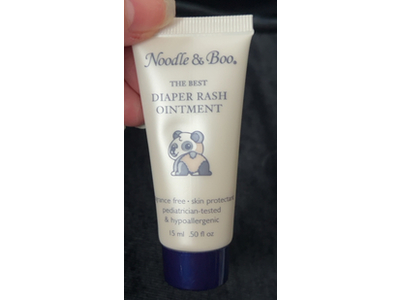 Noodle & Boo®
THE BEST
DIAPER RASH
OINTMENT
skin protectant
pediatrician-tested
& hypoallergenic
15 ml .50 fl oz